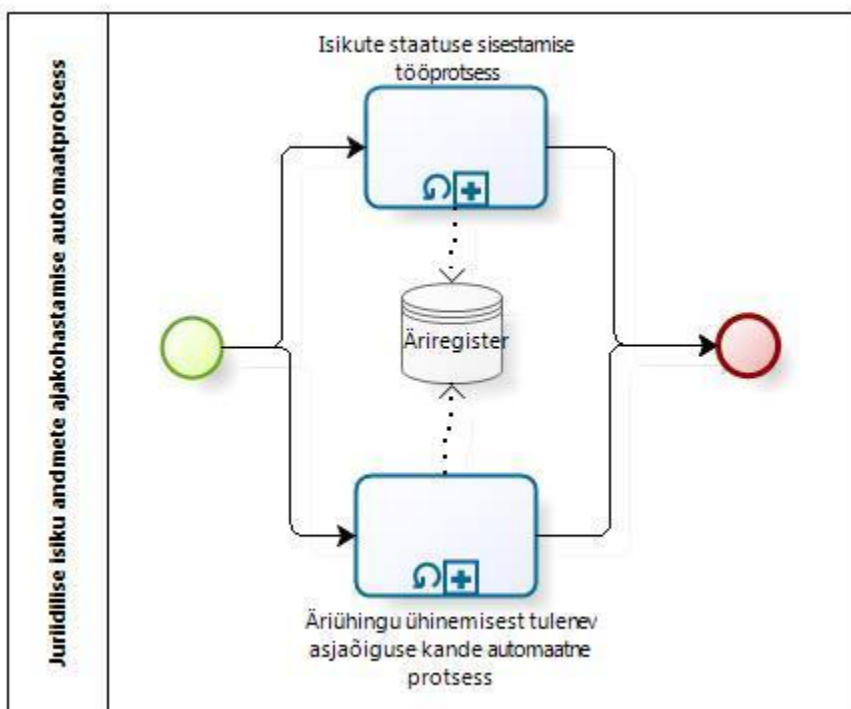 Juriidilise isiku andmete ajakohastamise automaatprotsess
Isikute staatuse sisestamise
tööprotsess
Äriregister
Äriühingu ühinemisest tulenev
asjaõiguse kande automaatne
protsess